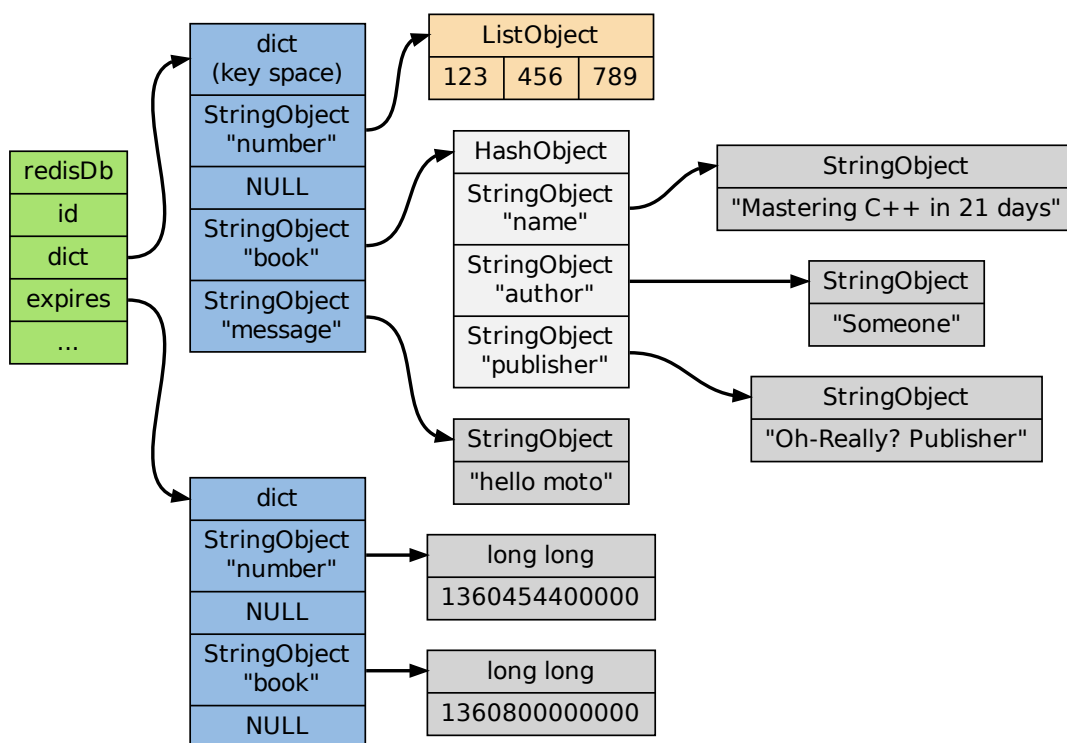 redisDb
id
dict
expires
...
dict
(key space)
StringObject
"number"
NULL
StringObject
"book"
StringObject
"message"
ListObject
123 456 789
HashObject
StringObject
"name"
StringObject
"author"
StringObject
"publisher"
StringObject
"Mastering C++ in 21 days"
StringObject
"Someone"
StringObject
"Oh-Really? Publisher"
StringObject
"hello moto"
dict
StringObject
"number"
NULL
StringObject
"book"
NULL
long long
1360454400000
long long
1360800000000